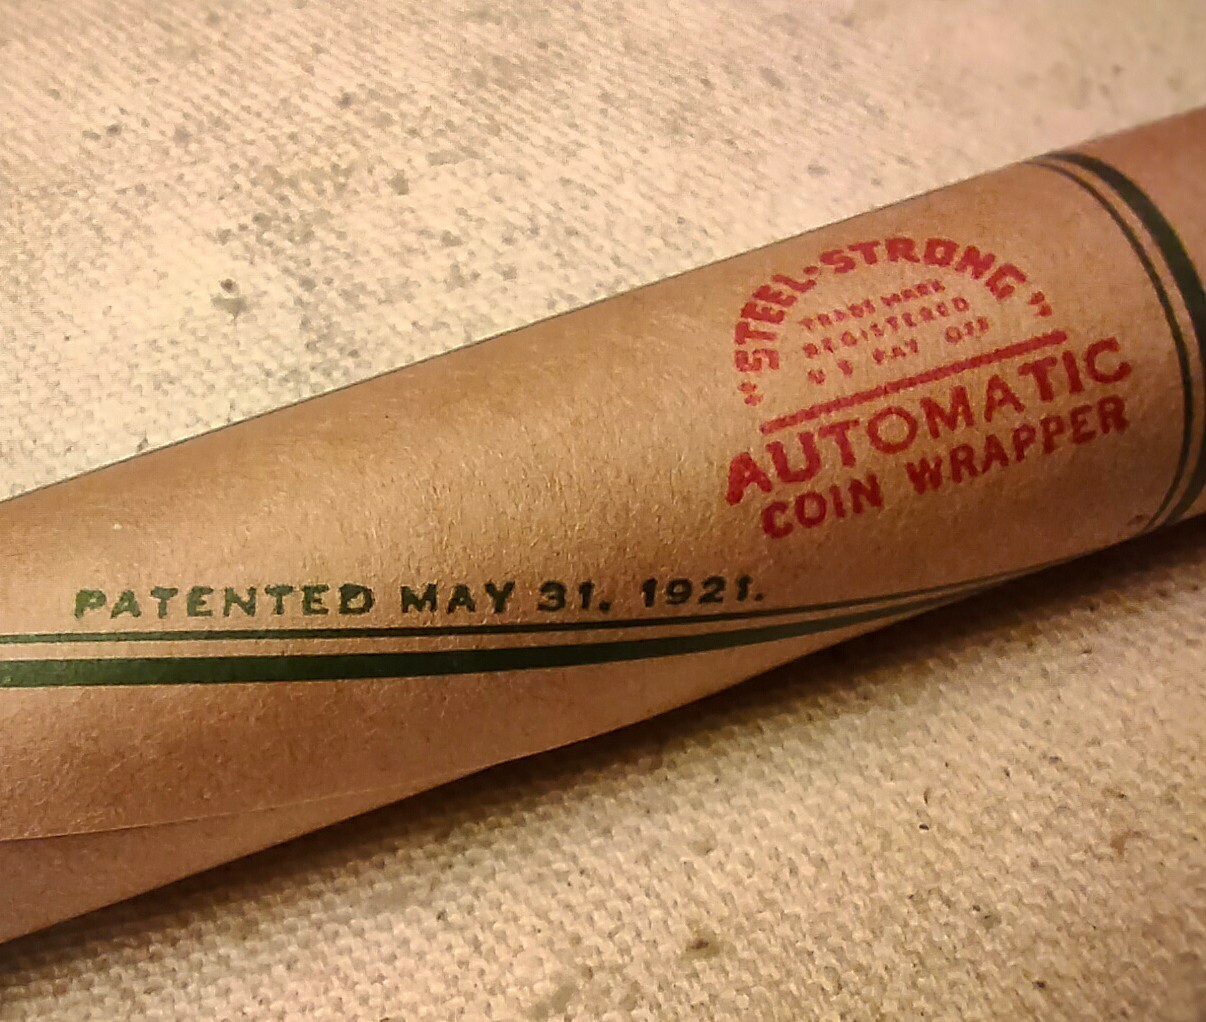 "STEEL-STRONG"
TRADE MARK
REGISTERED
U S PAT OFF
AUTOMATIC
COIN WRAPPER
PATENTED MAY 31. 1921.